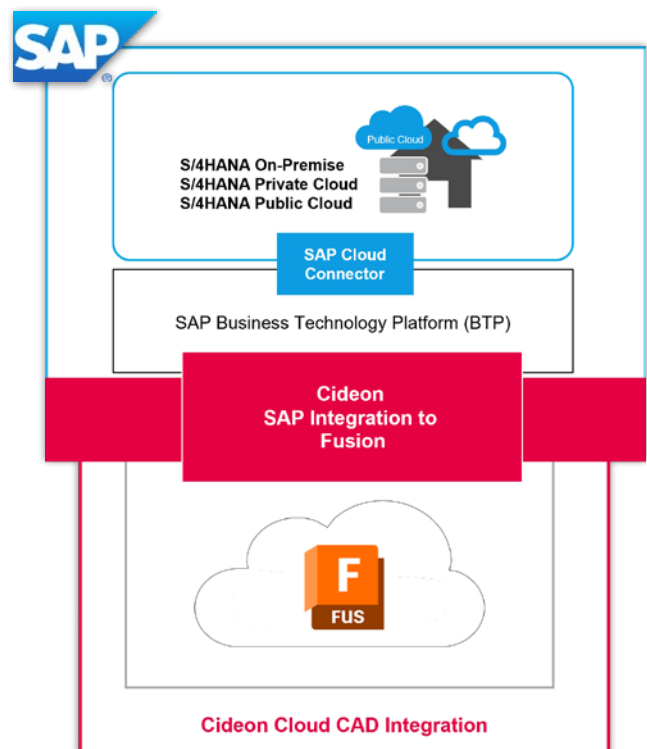 SAP
®
Public Cloud
S/4HANA On-Premise
S/4HANA Private Cloud
S/4HANA Public Cloud
SAP Cloud
Connector
SAP Business Technology Platform (BTP)
Cideon
SAP Integration to
Fusion
F
FUS
Cideon Cloud CAD Integration